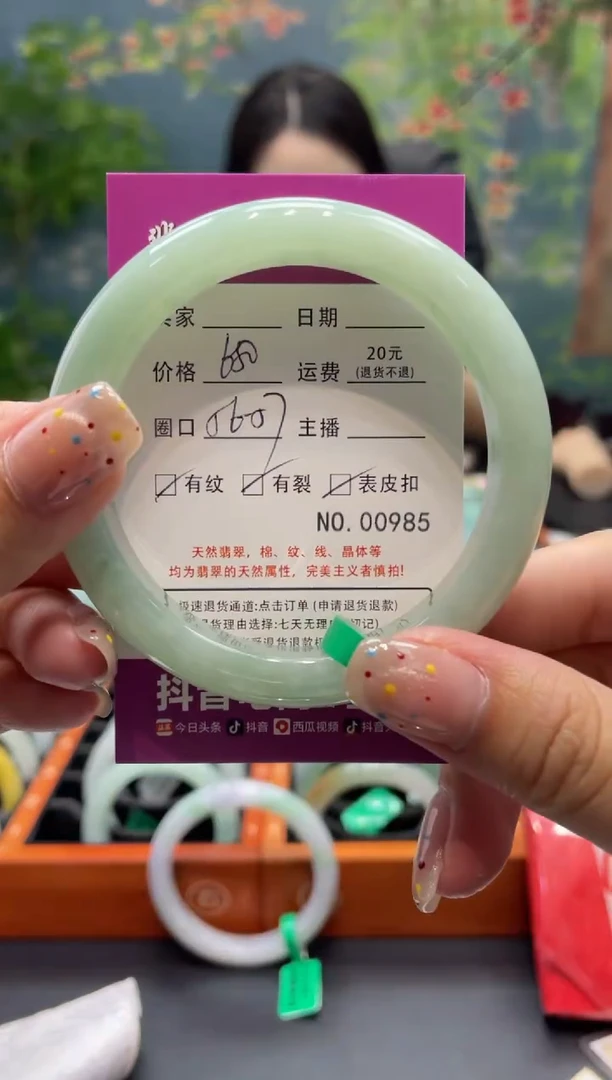 家 日期
价格 运费 20元
(退货不退)
圈口 主播
有纹 有裂 表皮扣
NO. 00985
天然翡翠，棉、纹、线、晶体等
均为翡翠的天然属性，完美主义者慎拍!
极速退货通道:点击订单 (申请退货退款)
货理由选择:七天无理
抖音
今日头条 抖音 西瓜视频 抖音